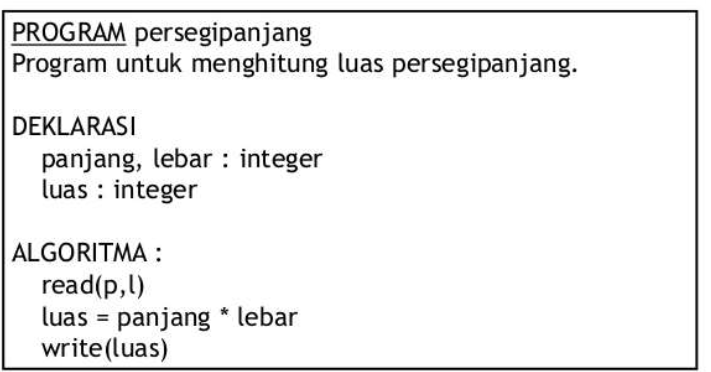 PROGRAM persegipanjang
Program untuk menghitung luas persegipanjang.
DEKLARASI
panjang, lebar : integer
luas : integer
ALGORITMA :
read(p,l)
luas = panjang * lebar
write(luas)